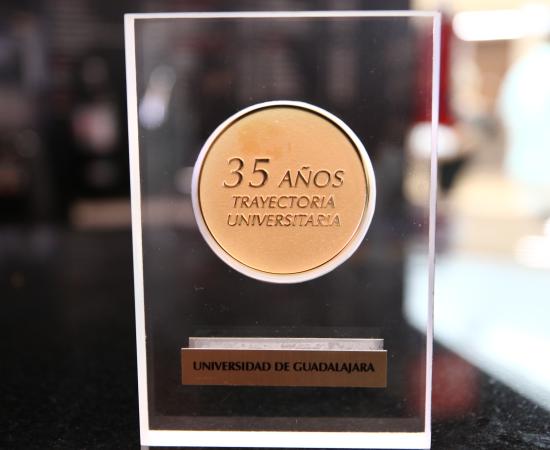 35 AÑOS
TRAYECTORIA
UNIVERSITARIA
UNIVERSIDAD DE GUADALAJARA